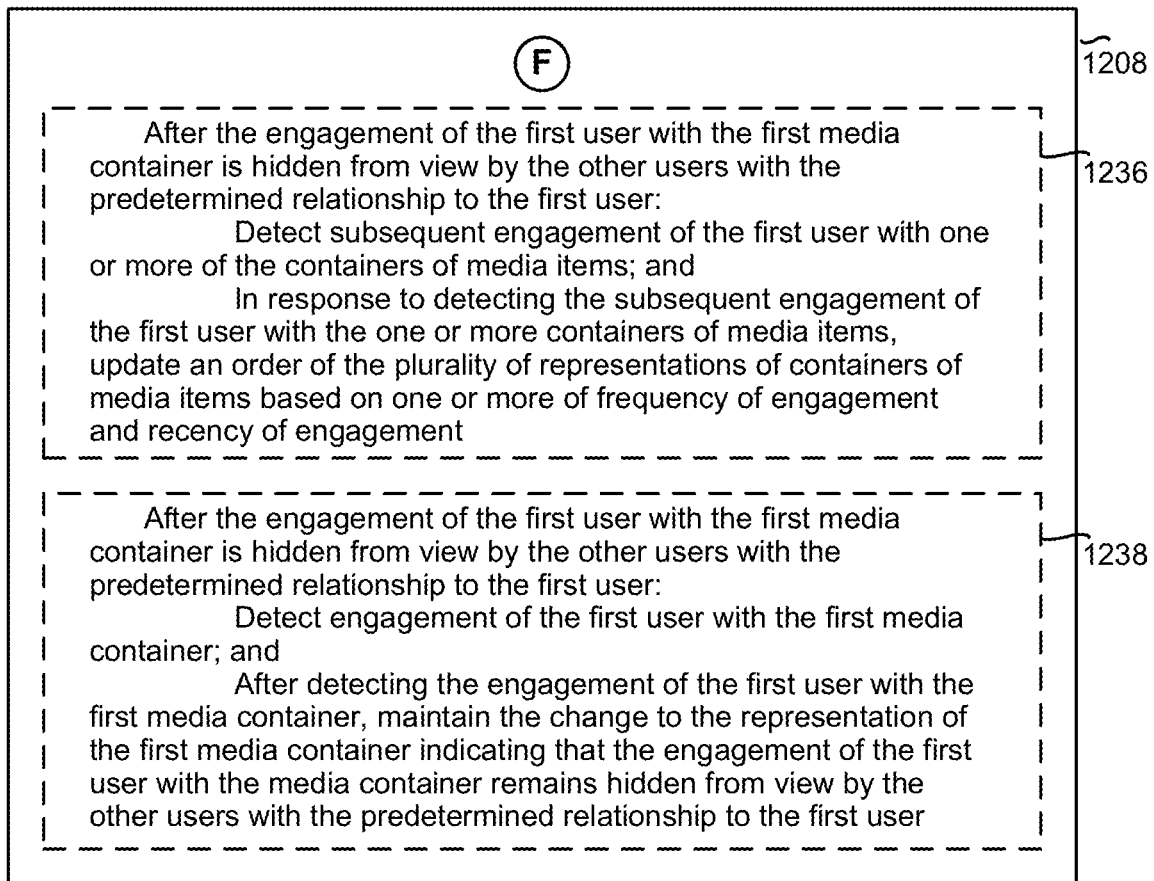 F
1208
After the engagement of the first user with the first media
container is hidden from view by the other users with the
predetermined relationship to the first user:
1236
Detect subsequent engagement of the first user with one
or more of the containers of media items; and
In response to detecting the subsequent engagement of
the first user with the one or more containers of media items,
update an order of the plurality of representations of containers of
media items based on one or more of frequency of engagement
and recency of engagement
After the engagement of the first user with the first media
container is hidden from view by the other users with the
1238
predetermined relationship to the first user:
Detect engagement of the first user with the first media
container; and
After detecting the engagement of the first user with the
first media container, maintain the change to the representation of
the first media container indicating that the engagement of the first
user with the media container remains hidden from view by the
other users with the predetermined relationship to the first user